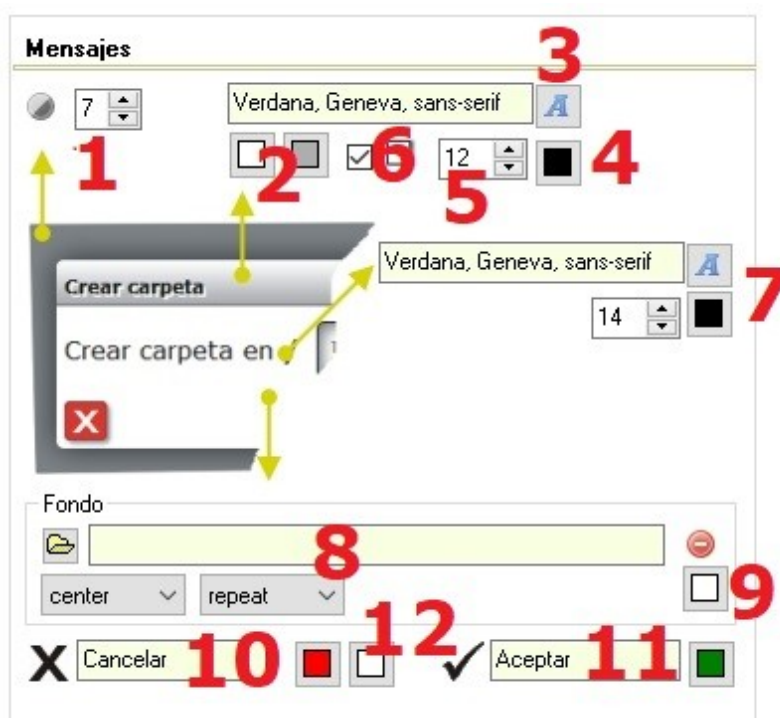 Mensajes
3
7
Verdana, Geneva, sans-serif
A
1
2
6
12
5
4
Verdana, Geneva, sans-serif
A
Crear carpeta
14
7
Crear carpeta en /
1
X
Fondo
8
center
repeat
9
12
X
Cancelar
10
Aceptar
11